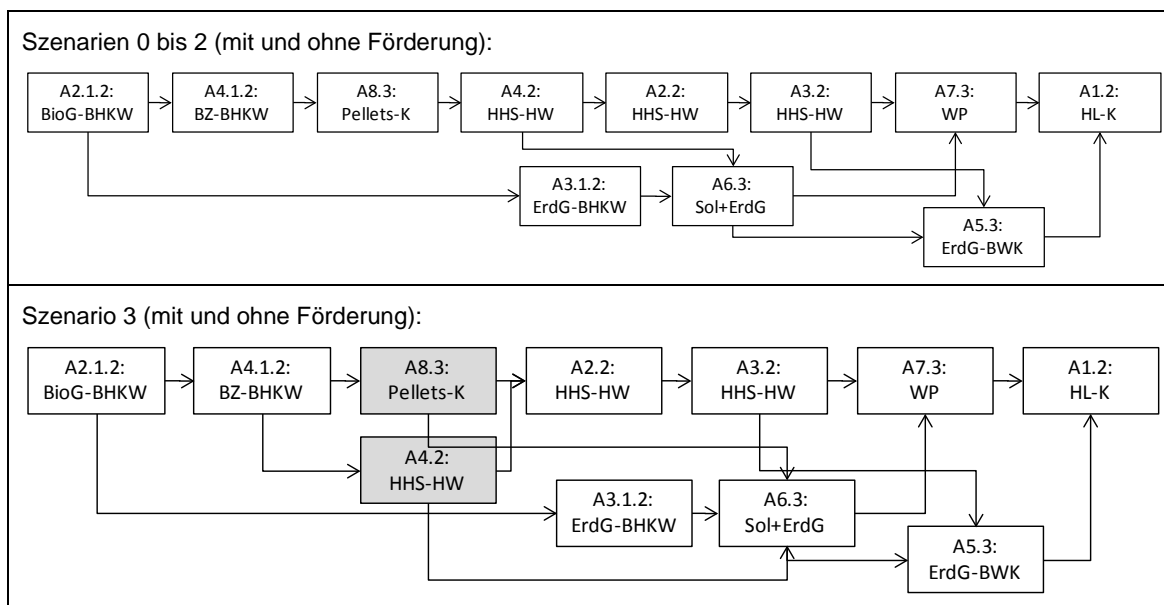 Szenarien 0 bis 2 (mit und ohne Förderung):
A2.1.2:
BioG-BHKW
A4.1.2:
BZ-BHKW
A8.3:
Pellets-K
A4.2:
HHS-HW
A2.2:
HHS-HW
A3.2:
HHS-HW
A7.3:
WP
A1.2:
HL-K
A3.1.2:
ErdG-BHKW
A6.3:
Sol+ErdG
A5.3:
ErdG-BWK
Szenario 3 (mit und ohne Förderung):
A2.1.2:
BioG-BHKW
A4.1.2:
BZ-BHKW
A8.3:
Pellets-K
A2.2:
HHS-HW
A3.2:
HHS-HW
A7.3:
WP
A1.2:
HL-K
A4.2:
HHS-HW
A3.1.2:
ErdG-BHKW
A6.3:
Sol+ErdG
A5.3:
ErdG-BWK